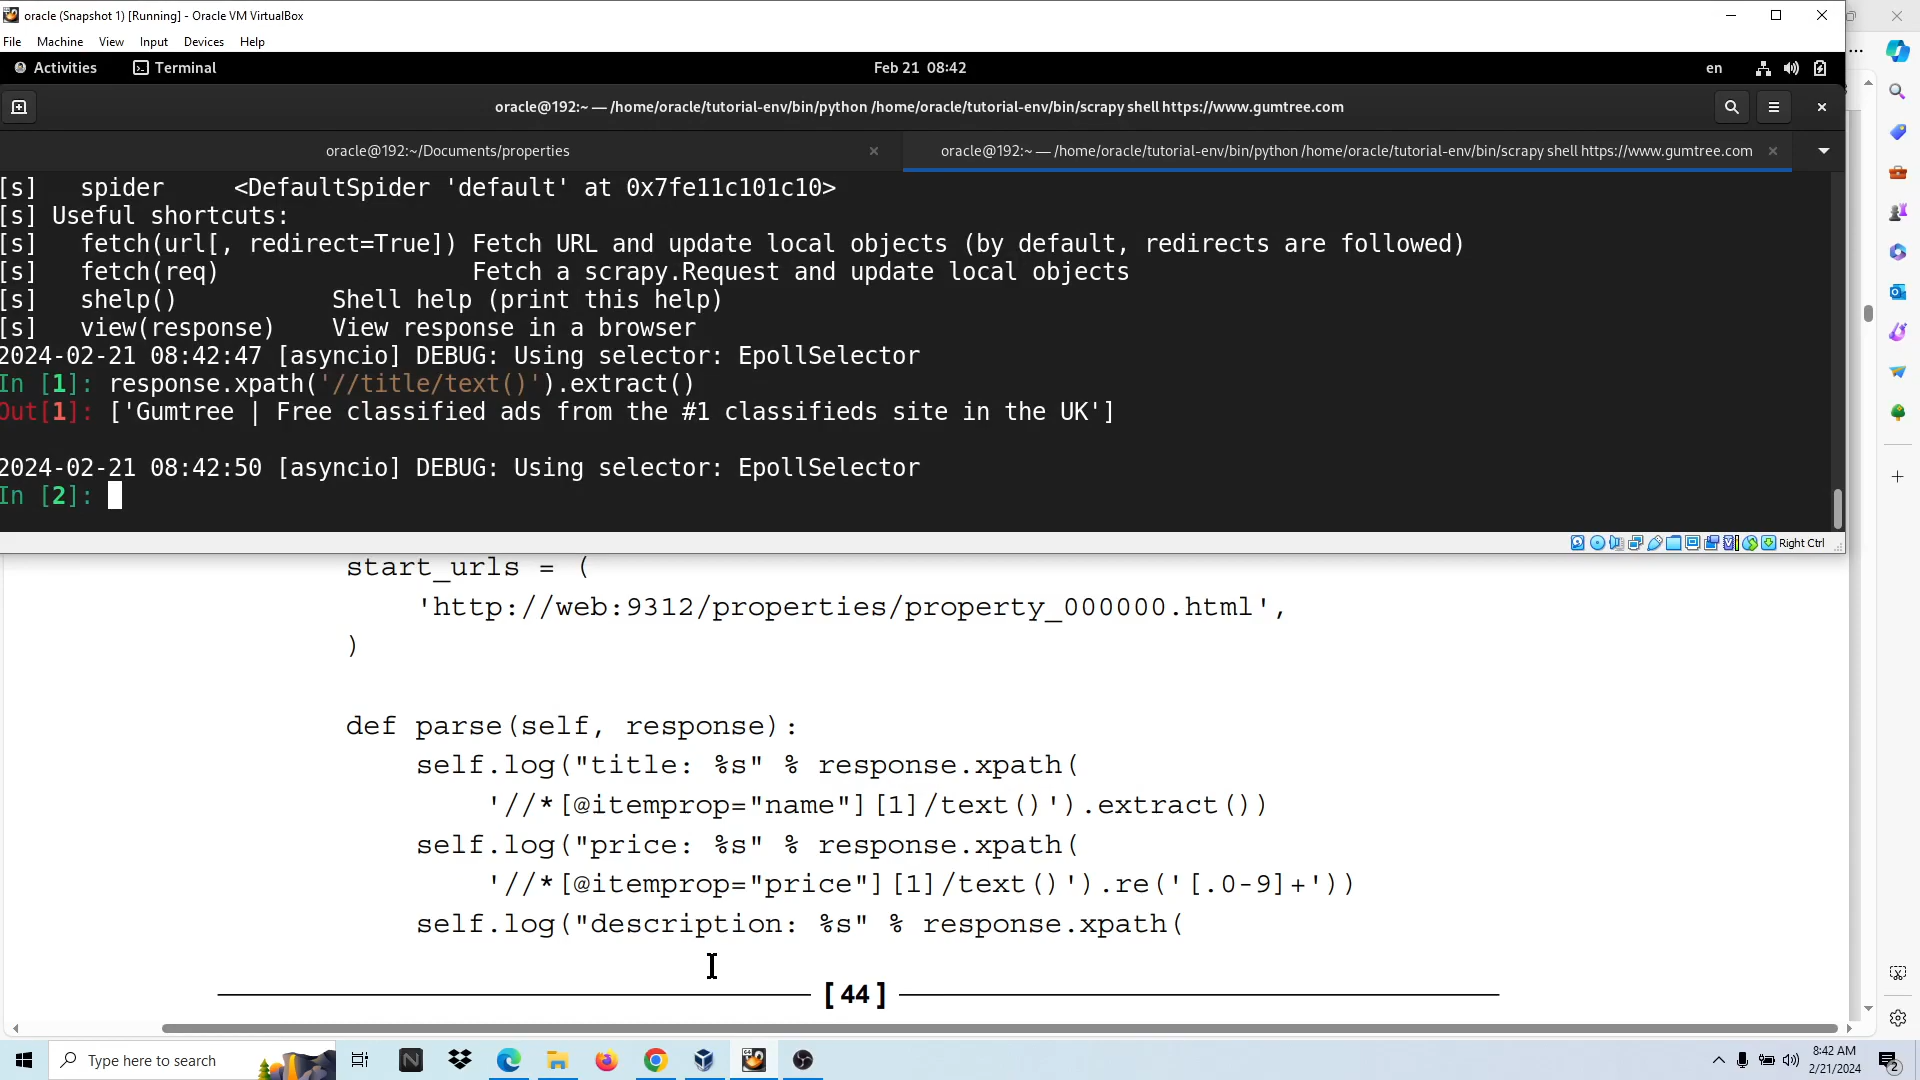 oracle (Snapshot 1) [Running] - Oracle VM VirtualBox
File Machine View Input Devices Help
Activities Terminal Feb 21 08:42 en
oracle@192:~ — /home/oracle/tutorial-env/bin/python /home/oracle/tutorial-env/bin/scrapy shell https://www.gumtree.com
oracle@192:~/Documents/properties
oracle@192:~ — /home/oracle/tutorial-env/bin/python /home/oracle/tutorial-env/bin/scrapy shell https://www.gumtree.com
[s]   spider     <DefaultSpider 'default' at 0x7fe11c101c10>
[s] Useful shortcuts:
[s]   fetch(url[, redirect=True]) Fetch URL and update local objects (by default, redirects are followed)
[s]   fetch(req)                  Fetch a scrapy.Request and update local objects
[s]   shelp()           Shell help (print this help)
[s]   view(response)    View response in a browser
2024-02-21 08:42:47 [asyncio] DEBUG: Using selector: EpollSelector
In [1]: response.xpath('//title/text()').extract()
Out[1]: ['Gumtree | Free classified ads from the #1 classifieds site in the UK']
2024-02-21 08:42:50 [asyncio] DEBUG: Using selector: EpollSelector
In [2]:
Right Ctrl
start_urls = (
'http://web:9312/properties/property_000000.html',
)
def parse(self, response):
self.log("title: %s" % response.xpath(
'//*[@itemprop="name"][1]/text()').extract())
self.log("price: %s" % response.xpath(
'//*[@itemprop="price"][1]/text()').re('[.0-9]+'))
self.log("description: %s" % response.xpath(
[ 44 ]
Type here to search
8:42 AM
2/21/2024
2